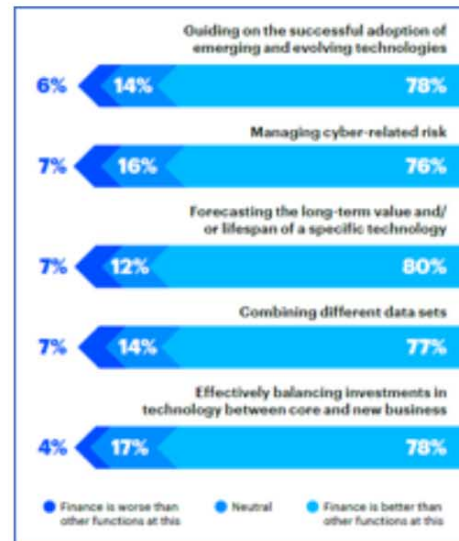 Guiding on the successful adoption of
emerging and evolving technologies
6% 14% 78%
Managing cyber-related risk
7% 16% 76%
Forecasting the long-term value and/
or lifespan of a specific technology
7% 12% 80%
Combining different data sets
7% 14% 77%
Effectively balancing investments in
technology between core and new business
4% 17% 78%
Finance is worse than
other functions at this
Neutral
Finance is better than
other functions at this